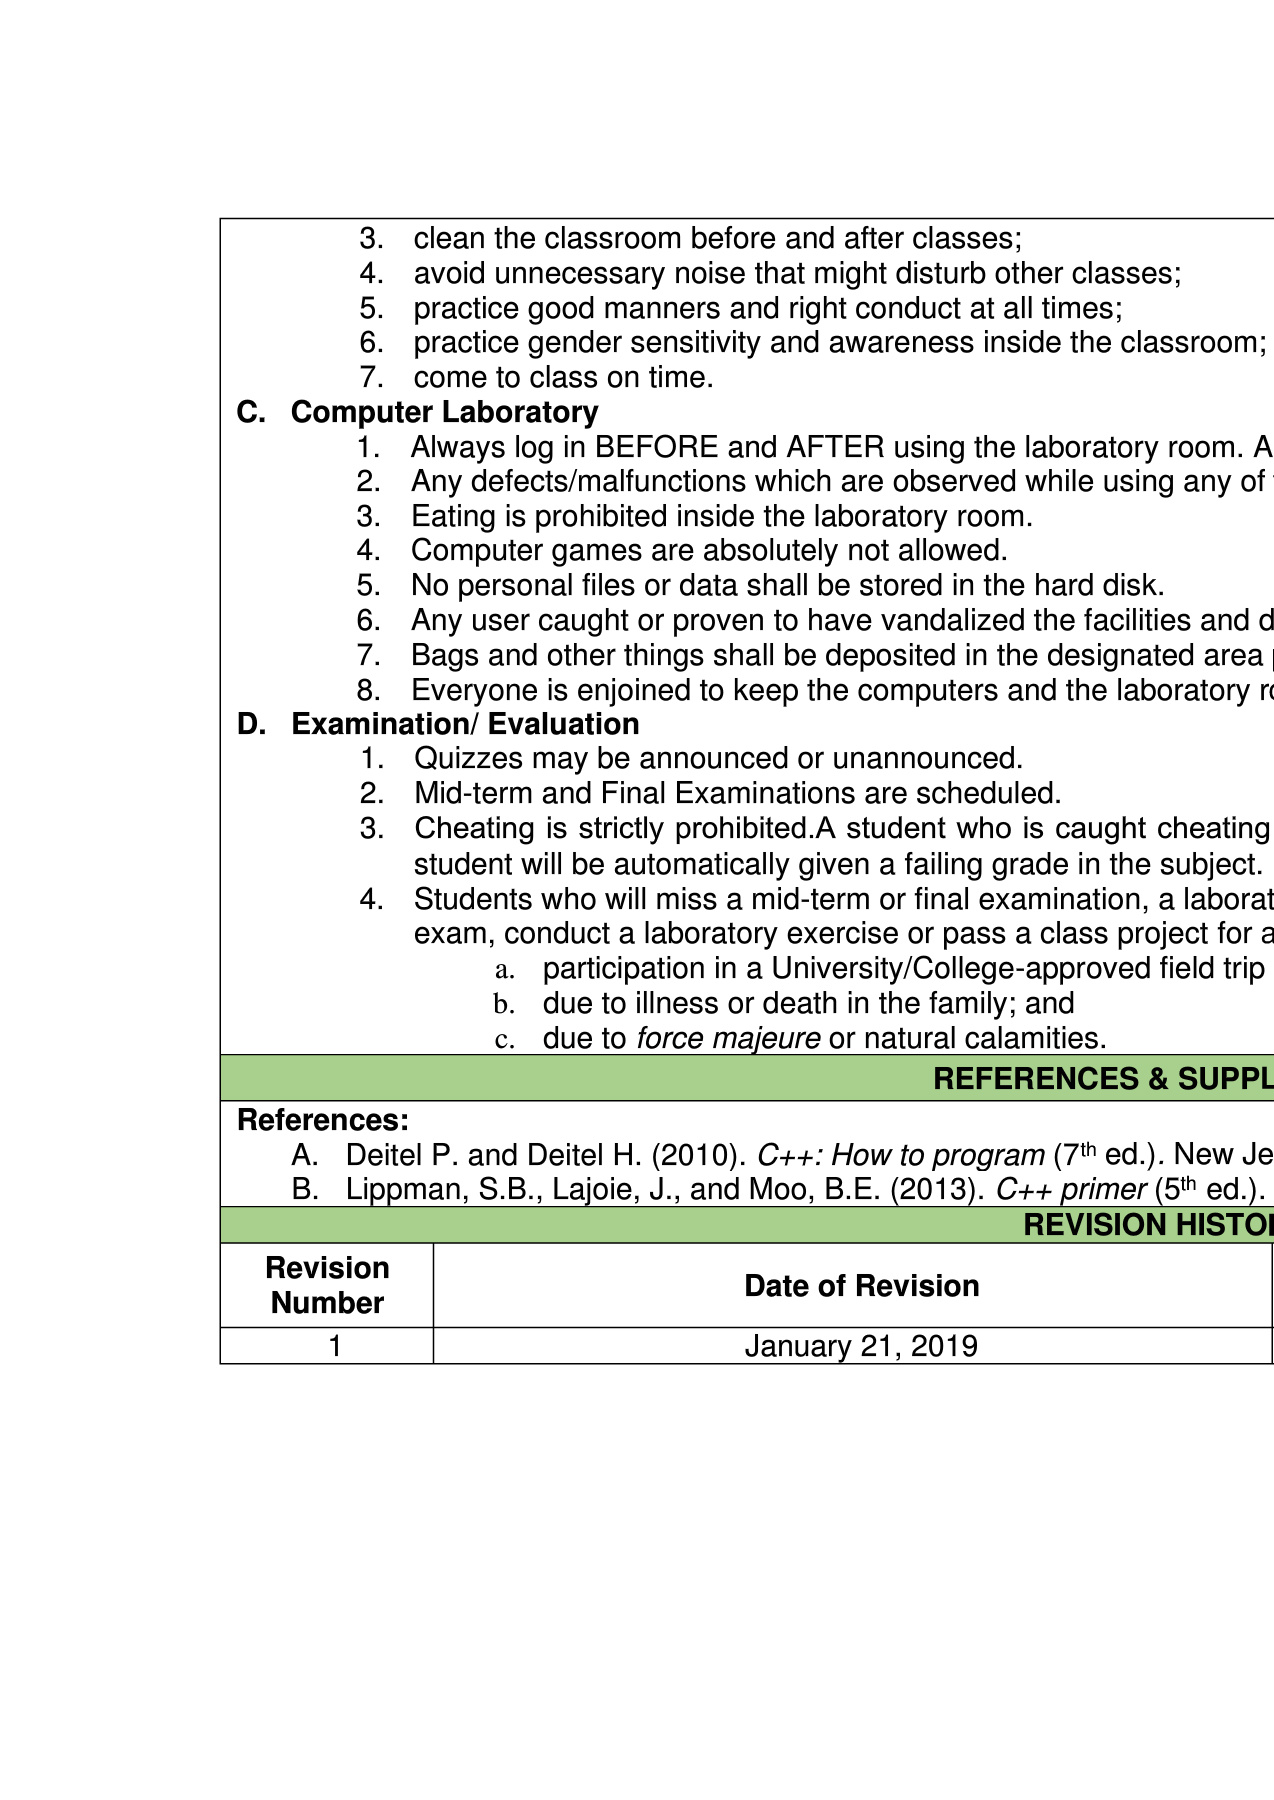 3. clean the classroom before and after classes;
4. avoid unnecessary noise that might disturb other classes;
5. practice good manners and right conduct at all times;
6. practice gender sensitivity and awareness inside the classroom;
7. come to class on time.
C. Computer Laboratory
1. Always log in BEFORE and AFTER using the laboratory room. A
2. Any defects/malfunctions which are observed while using any of
3. Eating is prohibited inside the laboratory room.
4. Computer games are absolutely not allowed.
5. No personal files or data shall be stored in the hard disk.
6. Any user caught or proven to have vandalized the facilities and d
7. Bags and other things shall be deposited in the designated area
8. Everyone is enjoined to keep the computers and the laboratory
D. Examination/ Evaluation
1. Quizzes may be announced or unannounced.
2. Mid-term and Final Examinations are scheduled.
3. Cheating is strictly prohibited.A student who is caught cheating
student will be automatically given a failing grade in the subject.
4. Students who will miss a mid-term or final examination, a laborat
exam, conduct a laboratory exercise or pass a class project for a
a. participation in a University/College-approved field trip
b. due to illness or death in the family; and
c. due to force majeure or natural calamities.
REFERENCES & SUPPL
References:
A. Deitel P. and Deitel H. (2010). C++: How to program (7th ed.). New Je
B. Lippman, S.B., Lajoie, J., and Moo, B.E. (2013). C++ primer (5th ed.).
REVISION HISTO
Revision
Number
Date of Revision
1 January 21, 2019